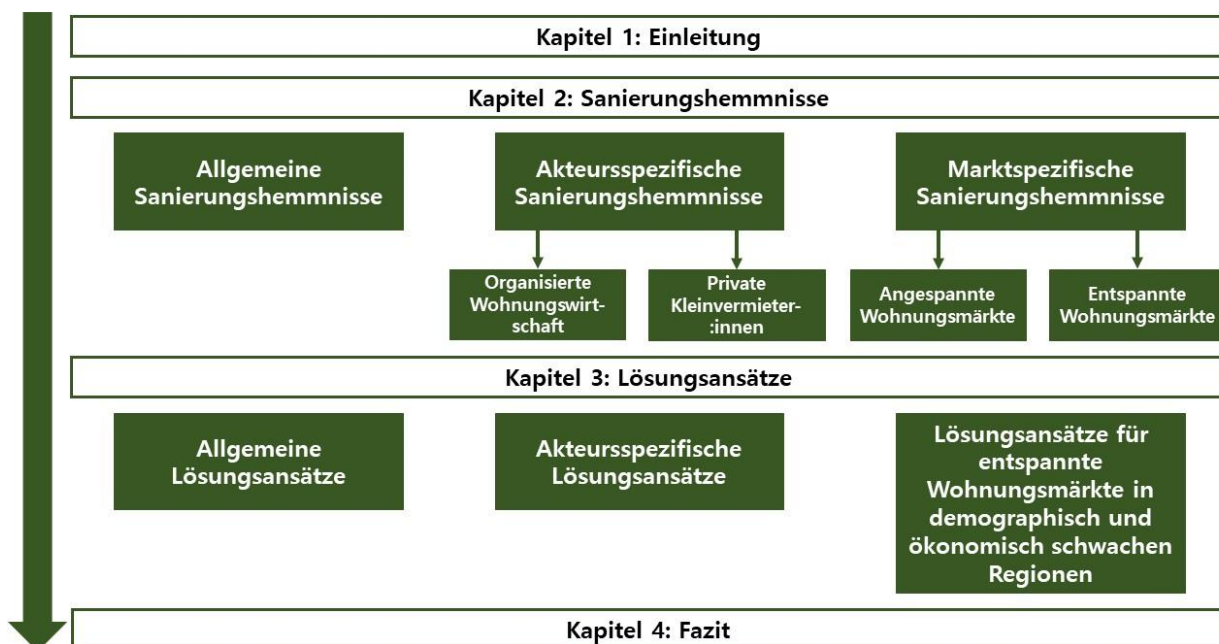 Kapitel 1: Einleitung
Kapitel 2: Sanierungshemmnisse
Allgemeine
Sanierungshemmnisse
Akteursspezifische
Sanierungshemmnisse
Marktspezifische
Sanierungshemmnisse
Organisierte
Wohnungswirt-
schaft
Private
Kleinvermieter-
:innen
Angespannte
Wohnungsmärkte
Entspannte
Wohnungsmärkte
Kapitel 3: Lösungsansätze
Allgemeine
Lösungsansätze
Akteursspezifische
Lösungsansätze
Lösungsansätze für
entspannte
Wohnungsmärkte in
demographisch und
ökonomisch schwachen
Regionen
Kapitel 4: Fazit